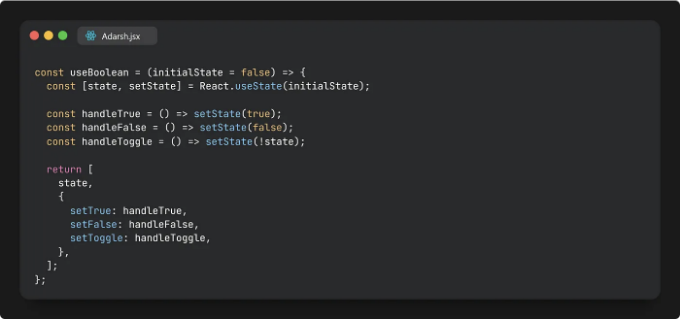 Adarsh.jsx
const useBoolean = (initialState = false) => {
  const [state, setState] = React.useState(initialState);

  const handleTrue = () => setState(true);
  const handleFalse = () => setState(false);
  const handleToggle = () => setState(!state);

  return [
    state,
    {
      setTrue: handleTrue,
      setFalse: handleFalse,
      setToggle: handleToggle,
    },
  ];
};